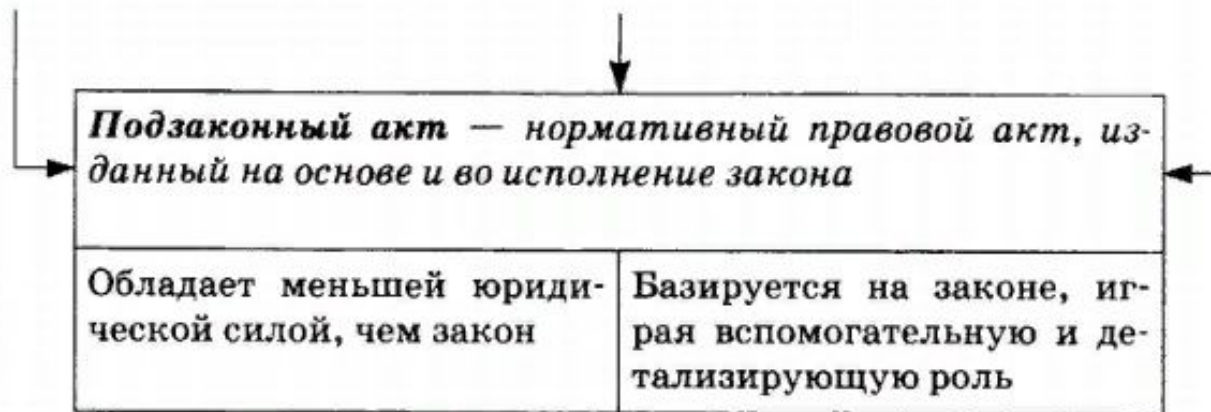 Подзаконный акт — нормативный правовой акт, из-
данный на основе и во исполнение закона
Обладает меньшей юриди-
ческой силой, чем закон
Базируется на законе, иг-
рая вспомогательную и де-
тализирующую роль